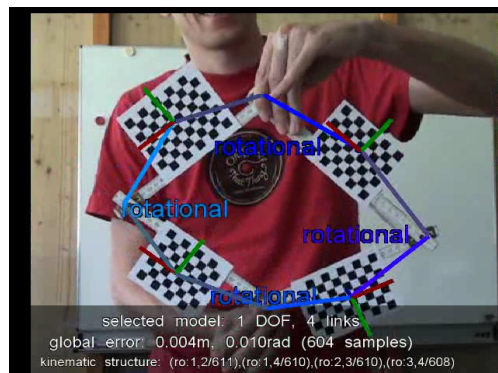 rotational
rotational
rotational
rotational
selected model: 1 DOF, 4 links
global error: 0.004m, 0.010rad (604 samples)
kinematic structure: (ro:1,2/611),(ro:1,4/610),(ro:2,3/610),(ro:3,4/608)